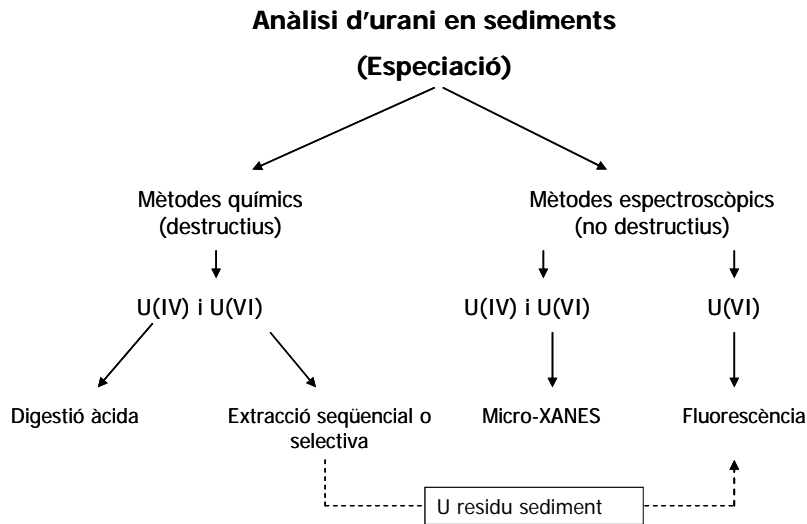 Anàlisi d'urani en sediments
(Especiació)
Mètodes químics
(destructius)
Mètodes espectroscòpics
(no destructius)
U(IV) i U(VI)
U(IV) i U(VI)
U(VI)
Digestió àcida
Extracció seqüencial o
selectiva
Micro-XANES
Fluorescència
U residu sediment